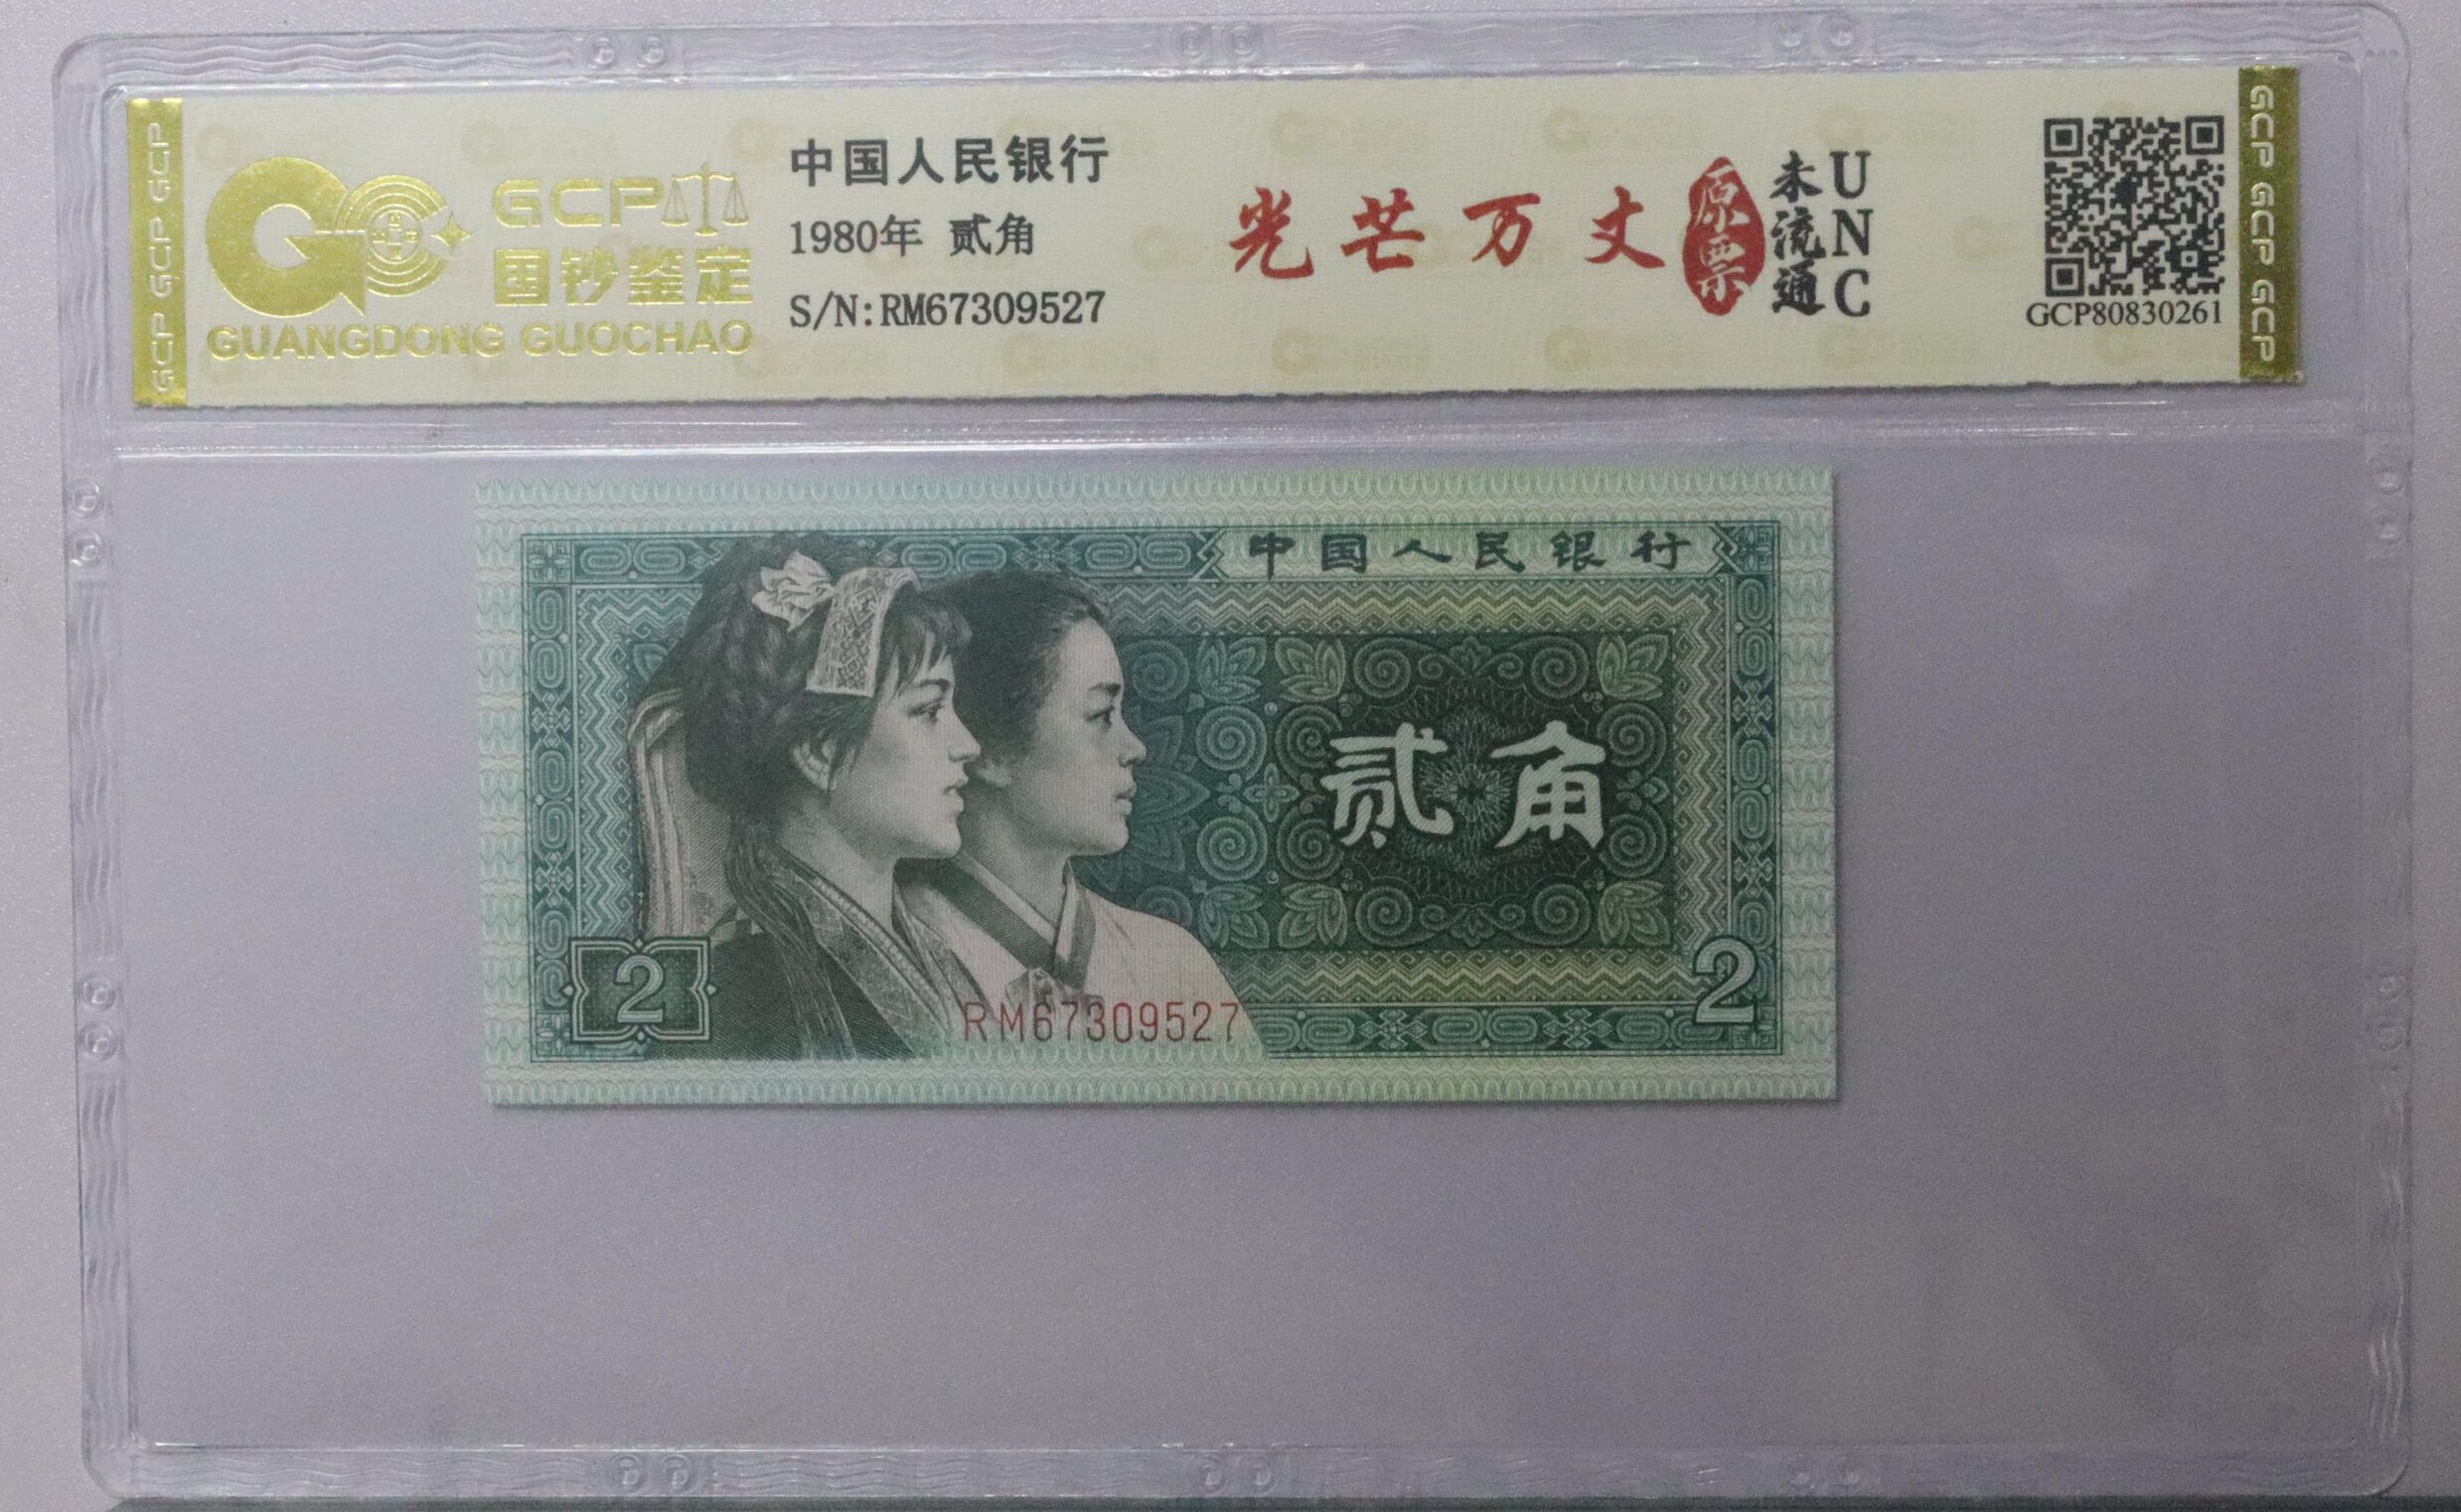 GCP GCP GCP
GCP
国钞鉴定
GUANGDONG GUOCHAO
中国人民银行
1980年 贰角
S/N:RM67309527
光芒万丈
原票
未流通
UNC
GCP80830261
GCP GCP GCP
中国人民银行
贰角
2
RM67309527
2